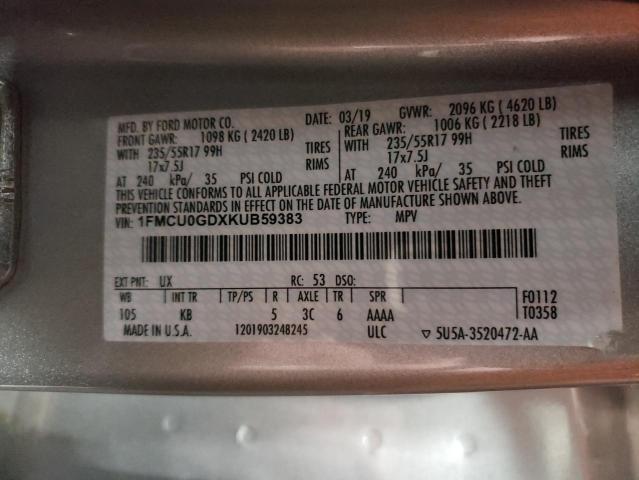 MFD. BY FORD MOTOR CO. DATE: 03/19 GVWR: 2096 KG ( 4620 LB)
FRONT GAWR: 1098 KG ( 2420 LB) REAR GAWR: 1006 KG ( 2218 LB)
WITH 235/55R17 99H TIRES WITH 235/55R17 99H TIRES
17x7.5J RIMS 17x7.5J RIMS
AT 240 kPa/ 35 PSI COLD AT 240 kPa/ 35 PSI COLD
THIS VEHICLE CONFORMS TO ALL APPLICABLE FEDERAL MOTOR VEHICLE SAFETY AND THEFT
PREVENTION STANDARDS IN EFFECT ON THE DATE OF MANUFACTURE SHOWN ABOVE.
VIN: 1FMCU0GDXKUB59383 TYPE: MPV
EXT PNT: UX RC: 53 DSO:
WB INT TR TP/PS R AXLE TR SPR F0112
105 KB 5 3C 6 AAAA T0358
MADE IN U.S.A. 1201903248245 ULC ▽ 5U5A-3520472-AA